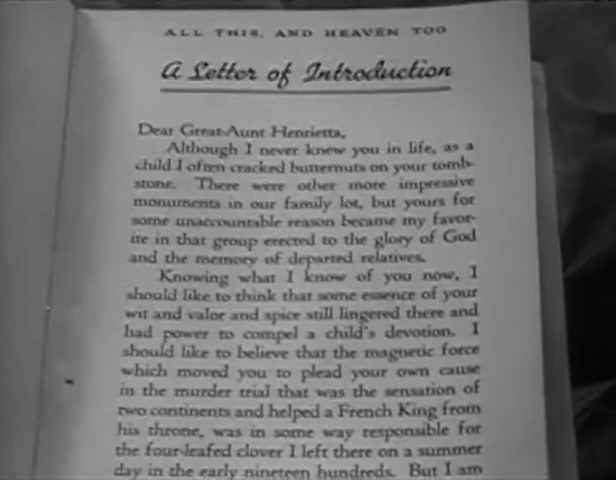 ALL THIS, AND HEAVEN TOO
A Letter of Introduction
Dear Great-Aunt Henrietta,
Although I never knew you in life, as a
child I often cracked butternuts on your tomb-
stone. There were other more impressive
monuments in our family lot, but yours for
some unaccountable reason became my favor-
ite in that group erected to the glory of God
and the memory of departed relatives.
Knowing what I know of you now, I
should like to think that some essence of your
wit and valor and spice still lingered there and
had power to compel a child's devotion. I
should like to believe that the magnetic force
which moved you to plead your own cause
in the murder trial that was the sensation of
two continents and helped a French King from
his throne, was in some way responsible for
the four-leafed clover I left there on a summer
day in the early nineteen hundreds. But I am